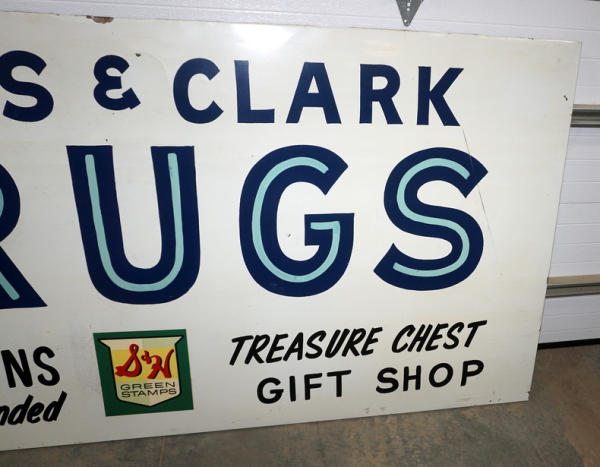 S & CLARK
RUGS
NS
nded
S&H
GREEN
STAMPS
TREASURE CHEST
GIFT SHOP